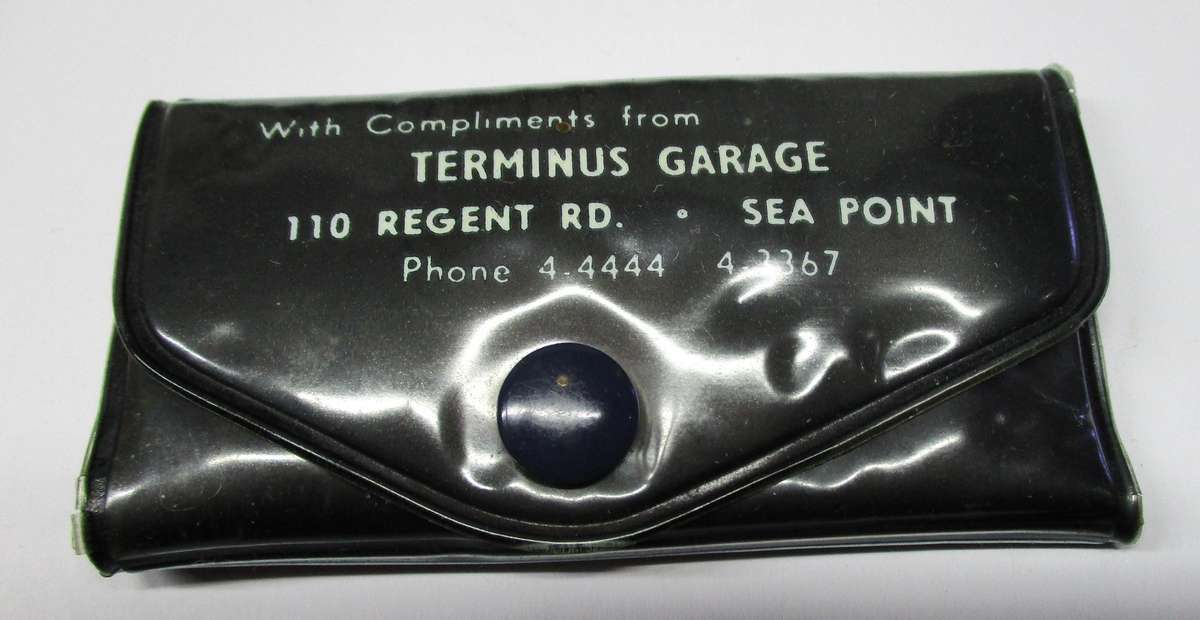 With Compliments from
TERMINUS GARAGE
110 REGENT RD. • SEA POINT
Phone 4-4444